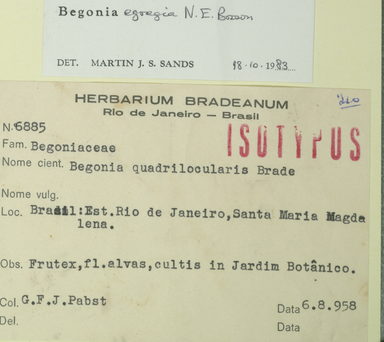 Begonia egregia N. E. Brown
DET. MARTIN J. S. SANDS 18·10·1983
HERBARIUM BRADEANUM
Rio de Janeiro — Brasil
Nº6885
ISOTYPUS
Fam. Begoniaceae
Nome cient. Begonia quadrilocularis Brade
Nome vulg.
Loc. Brasil:Est.Rio de Janeiro,Santa Maria Magda
lena.
Obs. Frutex,fl.alvas,cultis in Jardim Botânico.
Col. G.F.J.Pabst
Data 6.8.958
Del.
Data